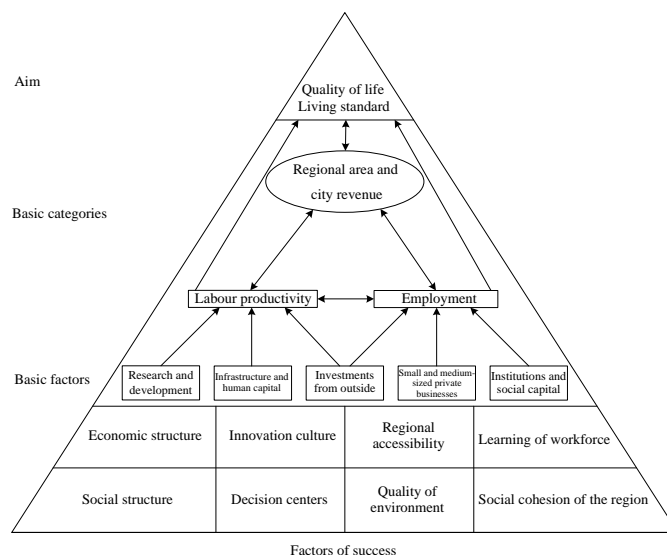 Aim
Quality of life
Living standard
Regional area and
city revenue
Basic categories
Labour productivity
Employment
Basic factors
Research and
development
Infrastructure and
human capital
Investments
from outside
Small and medium-
sized private
businesses
Institutions and
social capital
Economic structure
Innovation culture
Regional
accessibility
Learning of workforce
Social structure
Decision centers
Quality of
environment
Social cohesion of the region
Factors of success